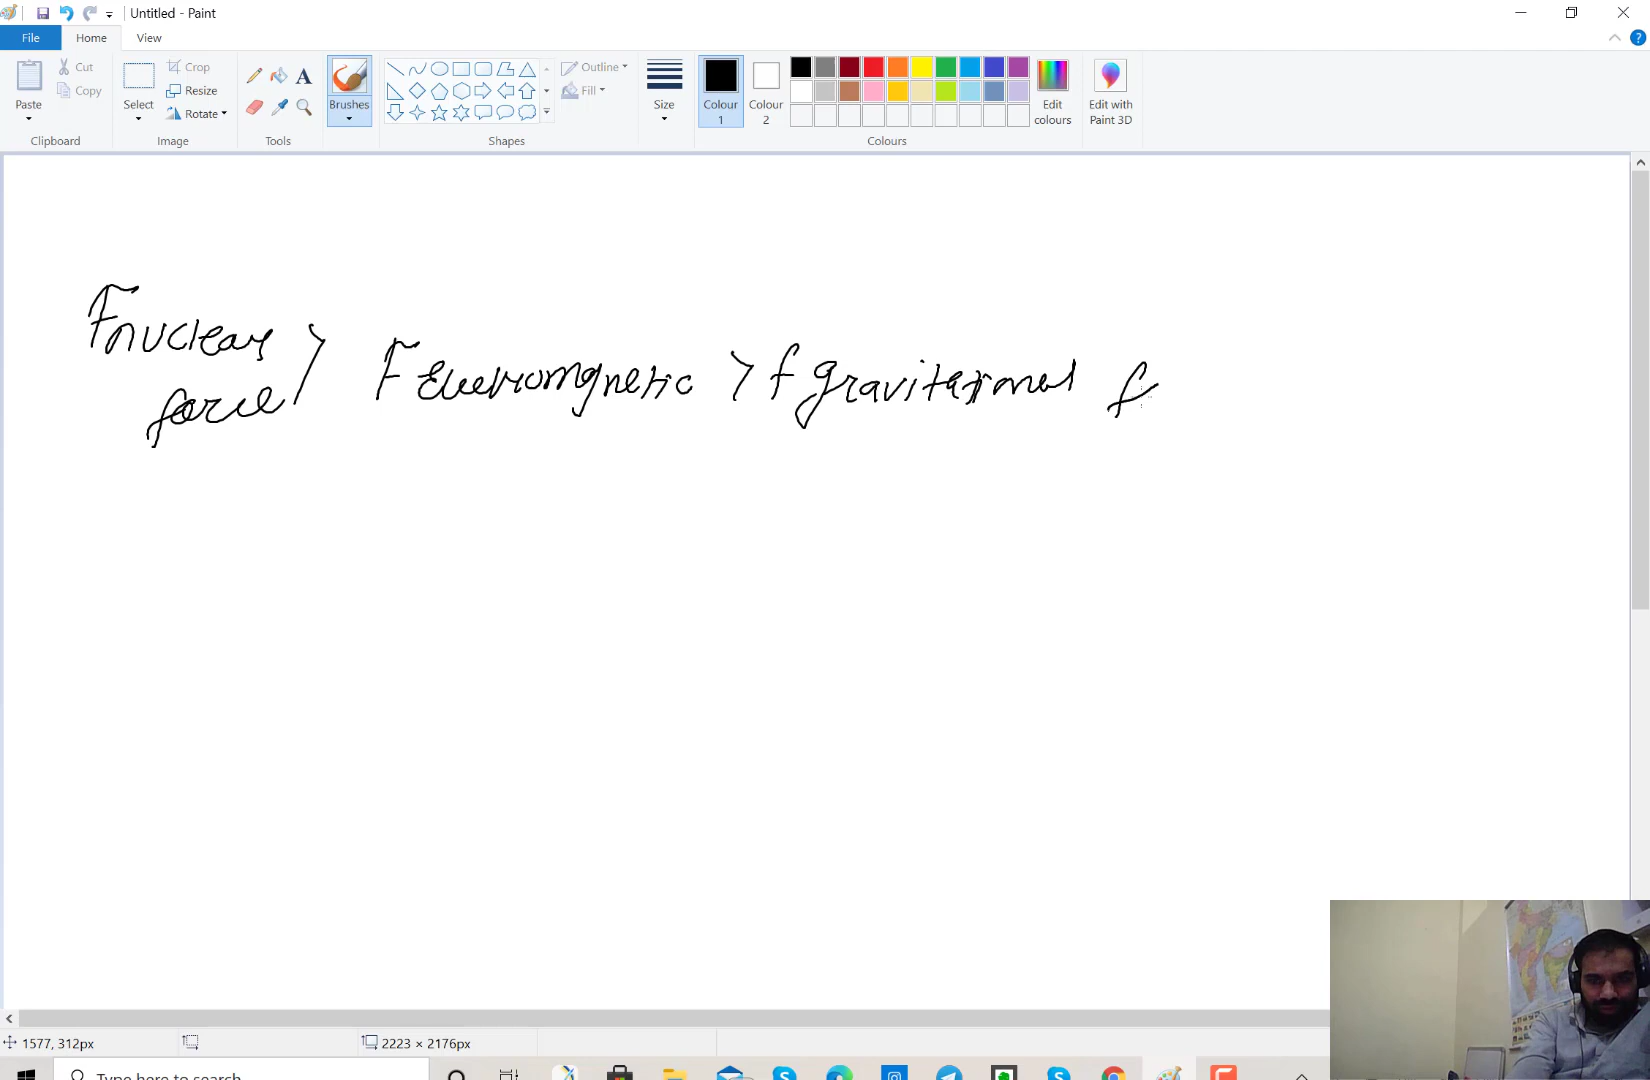 Untitled - Paint
File Home View
Paste Cut Copy Clipboard
Select Crop Resize Rotate Image
Tools
Brushes
Shapes Outline Fill
Size
Colour 1 Colour 2 Edit colours Colours
Edit with Paint 3D
Fnuclear > F Electromgnetic > f gravitational f
force
1577, 312px 2223 × 2176px
Type here to search